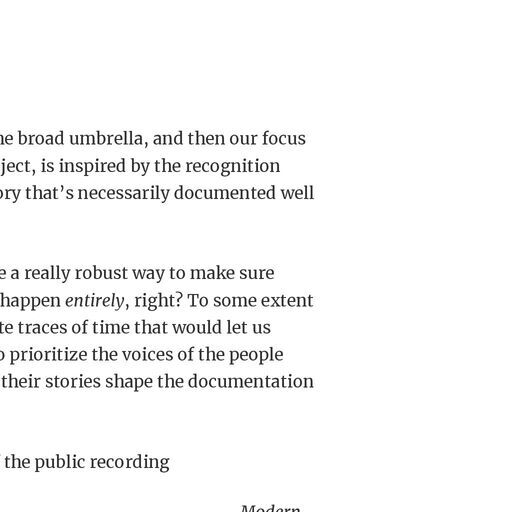 he broad umbrella, and then our focus
ject, is inspired by the recognition
ory that’s necessarily documented well
e a really robust way to make sure
happen entirely, right? To some extent
te traces of time that would let us
o prioritize the voices of the people
their stories shape the documentation
the public recording
Modern